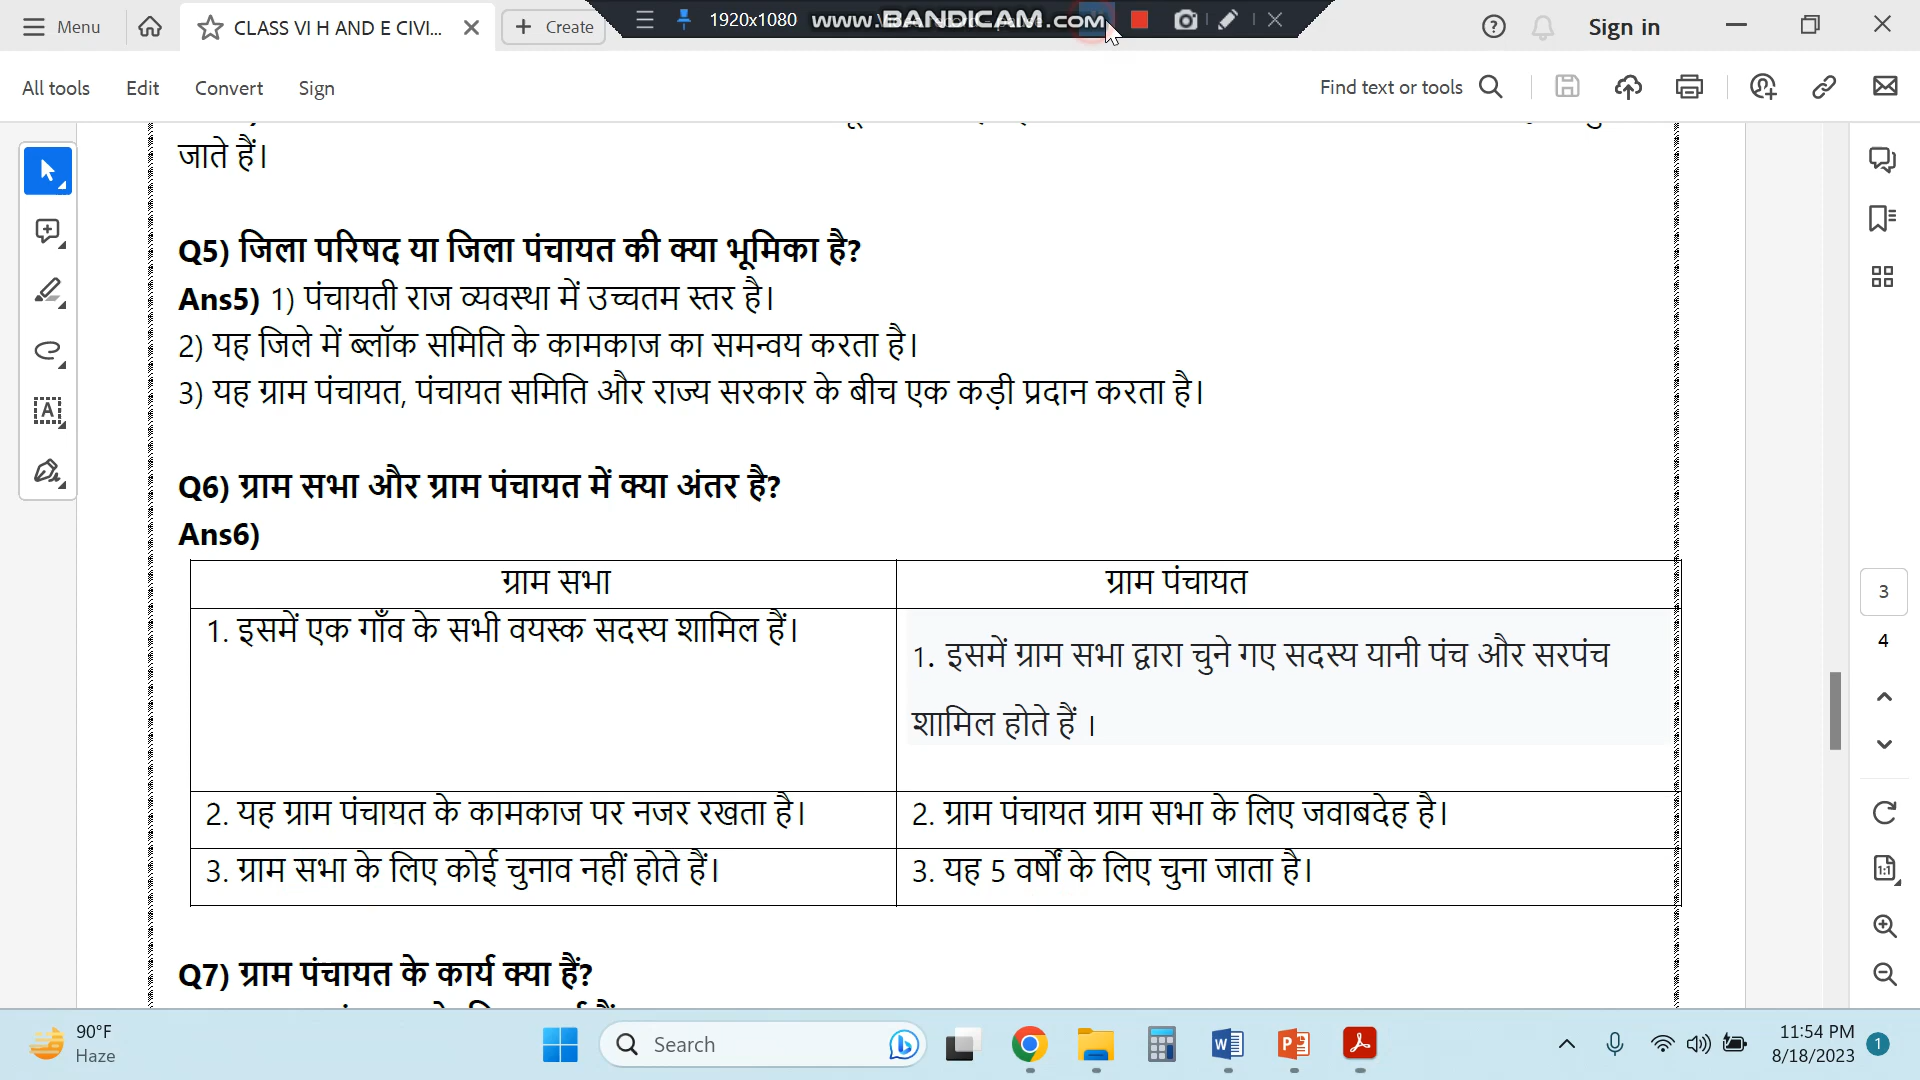 Menu
CLASS VI H AND E CIVI...
Create
1920x1080
www.BANDICAM.COM
Sign in
All tools
Edit
Convert
Sign
Find text or tools
जाते हैं।
Q5) जिला परिषद या जिला पंचायत की क्या भूमिका है?
Ans5) 1) पंचायती राज व्यवस्था में उच्चतम स्तर है।
2) यह जिले में ब्लॉक समिति के कामकाज का समन्वय करता है।
3) यह ग्राम पंचायत, पंचायत समिति और राज्य सरकार के बीच एक कड़ी प्रदान करता है।
Q6) ग्राम सभा और ग्राम पंचायत में क्या अंतर है?
Ans6)
ग्राम सभा
ग्राम पंचायत
1. इसमें एक गाँव के सभी वयस्क सदस्य शामिल हैं।
1. इसमें ग्राम सभा द्वारा चुने गए सदस्य यानी पंच और सरपंच
शामिल होते हैं ।
2. यह ग्राम पंचायत के कामकाज पर नजर रखता है।
2. ग्राम पंचायत ग्राम सभा के लिए जवाबदेह है।
3. ग्राम सभा के लिए कोई चुनाव नहीं होते हैं।
3. यह 5 वर्षों के लिए चुना जाता है।
Q7) ग्राम पंचायत के कार्य क्या हैं?
3
4
90°F
Haze
Search
11:54 PM
8/18/2023
1